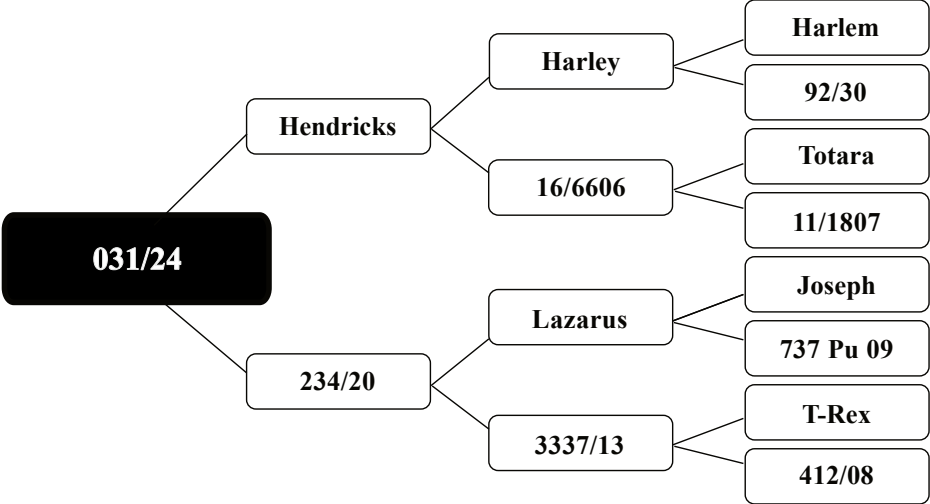 Harlem
Harley
92/30
Hendricks
Totara
16/6606
11/1807
031/24
Joseph
Lazarus
737 Pu 09
234/20
T-Rex
3337/13
412/08